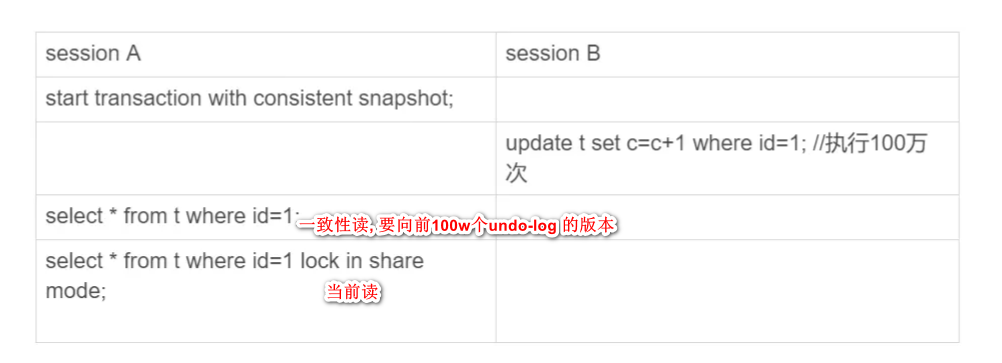 session A
session B
start transaction with consistent snapshot;
update t set c=c+1 where id=1; //执行100万
次
select * from t where id=1;
一致性读, 要向前100w个undo-log 的版本
select * from t where id=1 lock in share
mode;
当前读